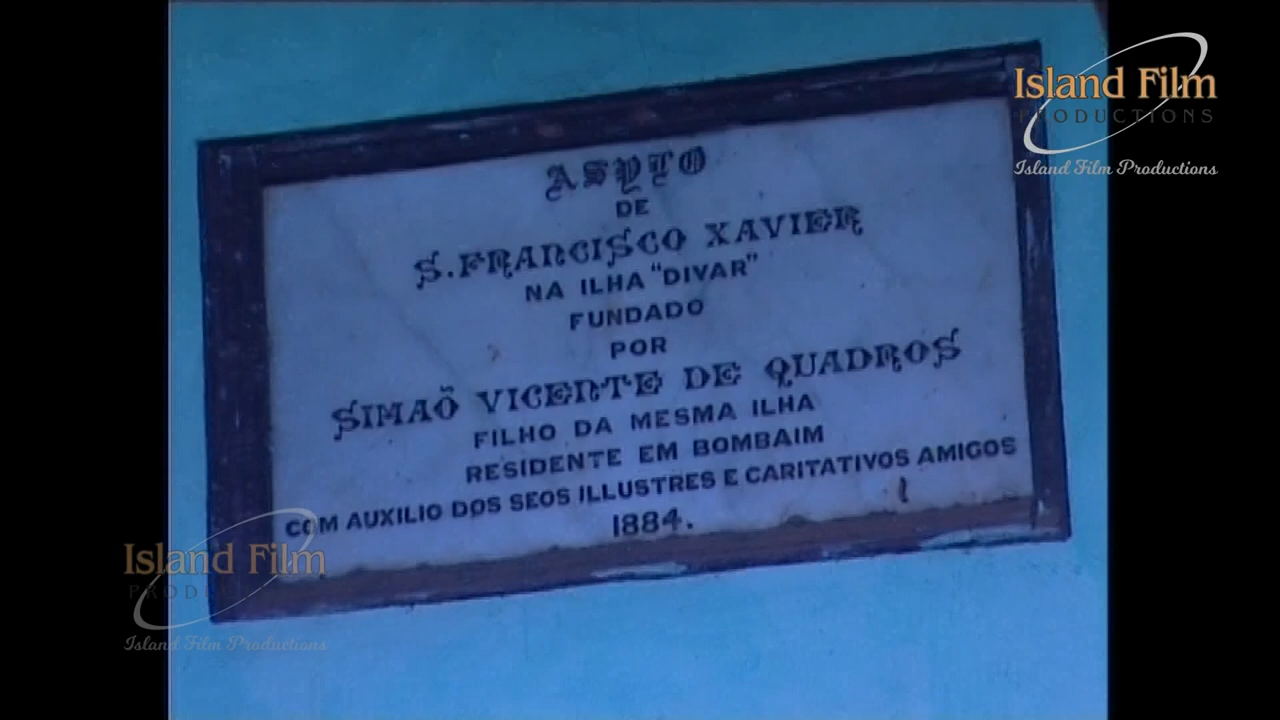 ASYLO
DE
S. FRANCISCO XAVIER
NA ILHA "DIVAR"
FUNDADO
POR
SIMAÕ VICENTE DE QUADROS
FILHO DA MESMA ILHA
RESIDENTE EM BOMBAIM
COM AUXILIO DOS SEOS ILLUSTRES E CARITATIVOS AMIGOS
1884.
Island Film
PRODUCTIONS
Island Film Productions
Island Film
PRODUCTIONS
Island Film Productions